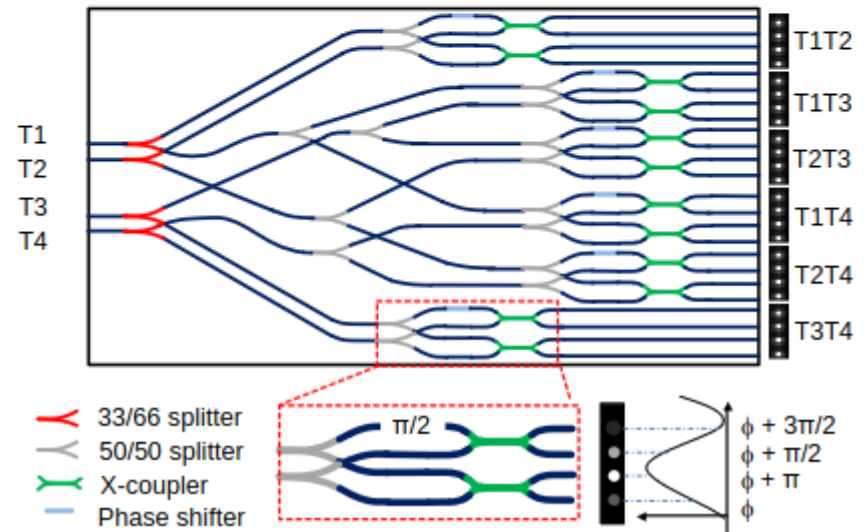 T1
T2
T3
T4
T1T2
T1T3
T2T3
T1T4
T2T4
T3T4
33/66 splitter
50/50 splitter
X-coupler
Phase shifter
π/2
ϕ + 3π/2
ϕ + π/2
ϕ + π
ϕ